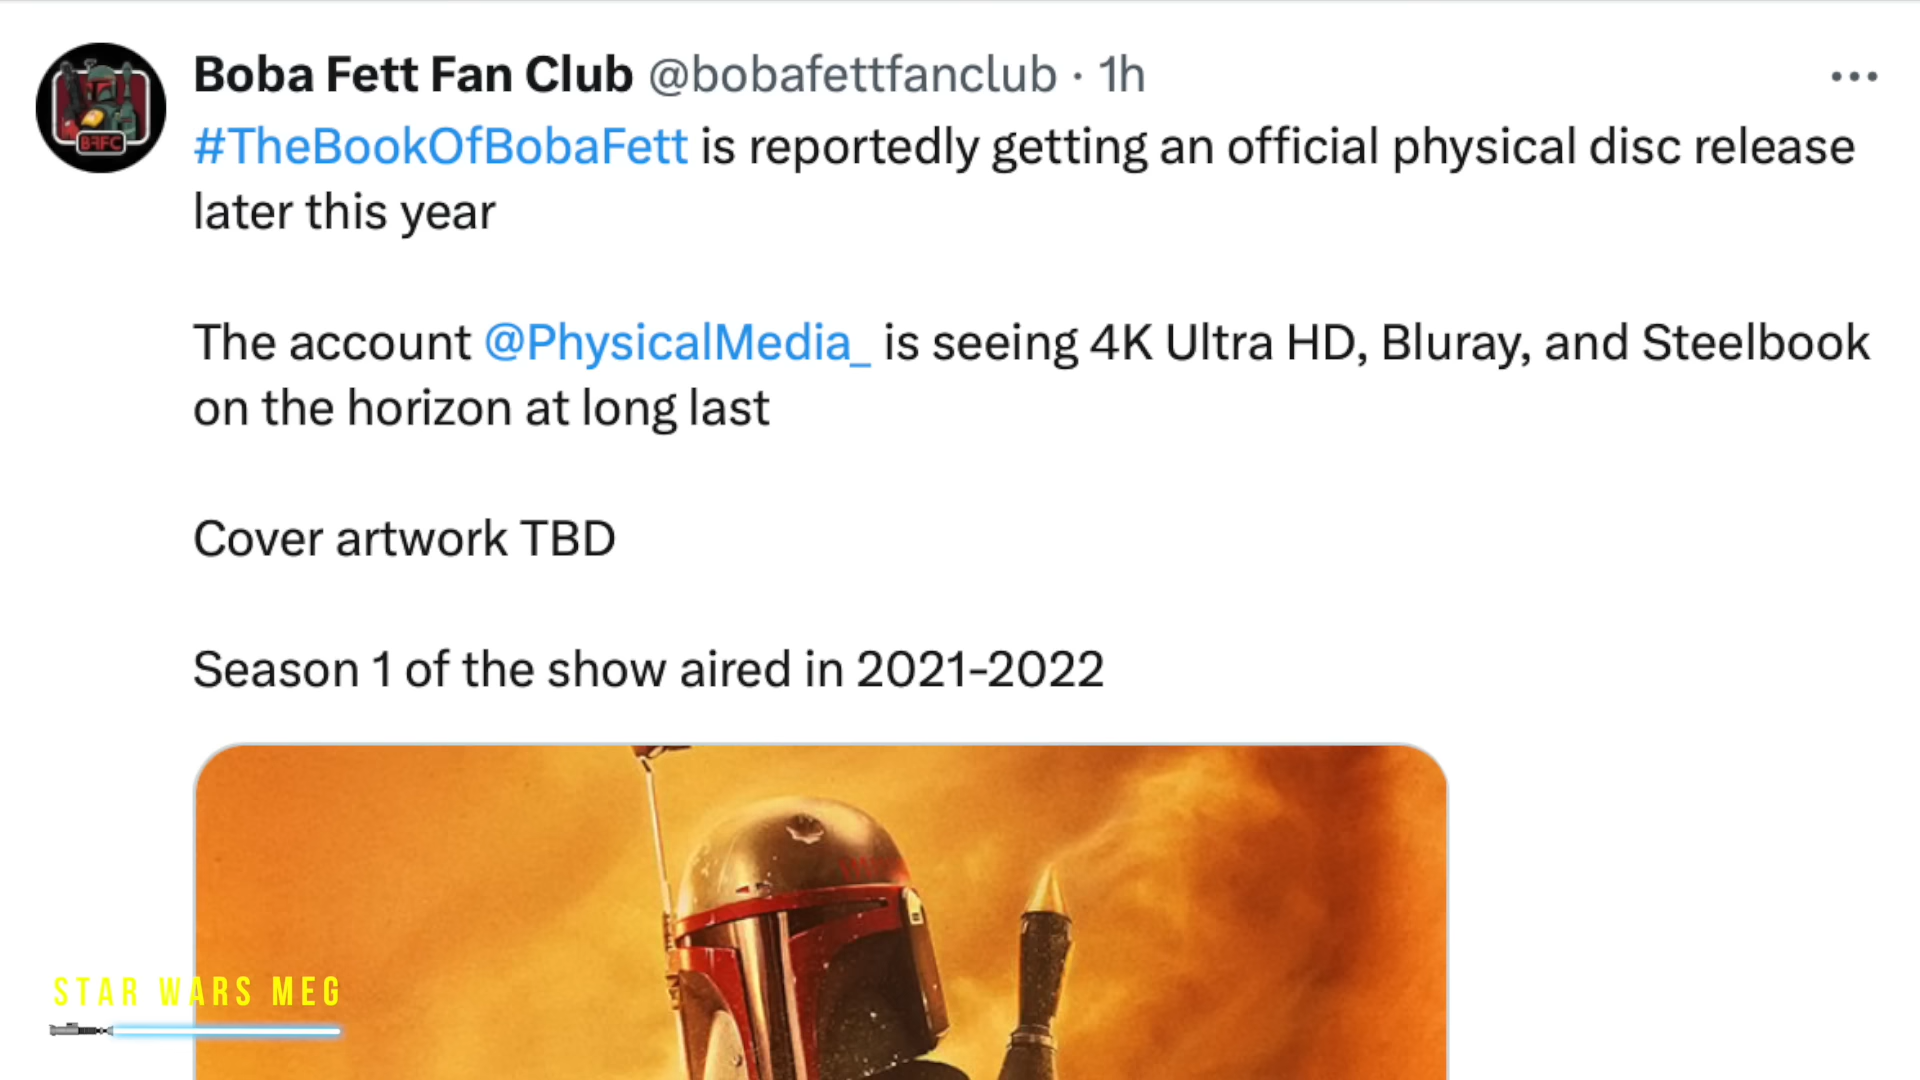 Boba Fett Fan Club @bobafettfanclub · 1h
BFFC
#TheBookOfBobaFett is reportedly getting an official physical disc release
later this year
The account @PhysicalMedia_ is seeing 4K Ultra HD, Bluray, and Steelbook
on the horizon at long last
Cover artwork TBD
Season 1 of the show aired in 2021-2022
STAR WARS MEG